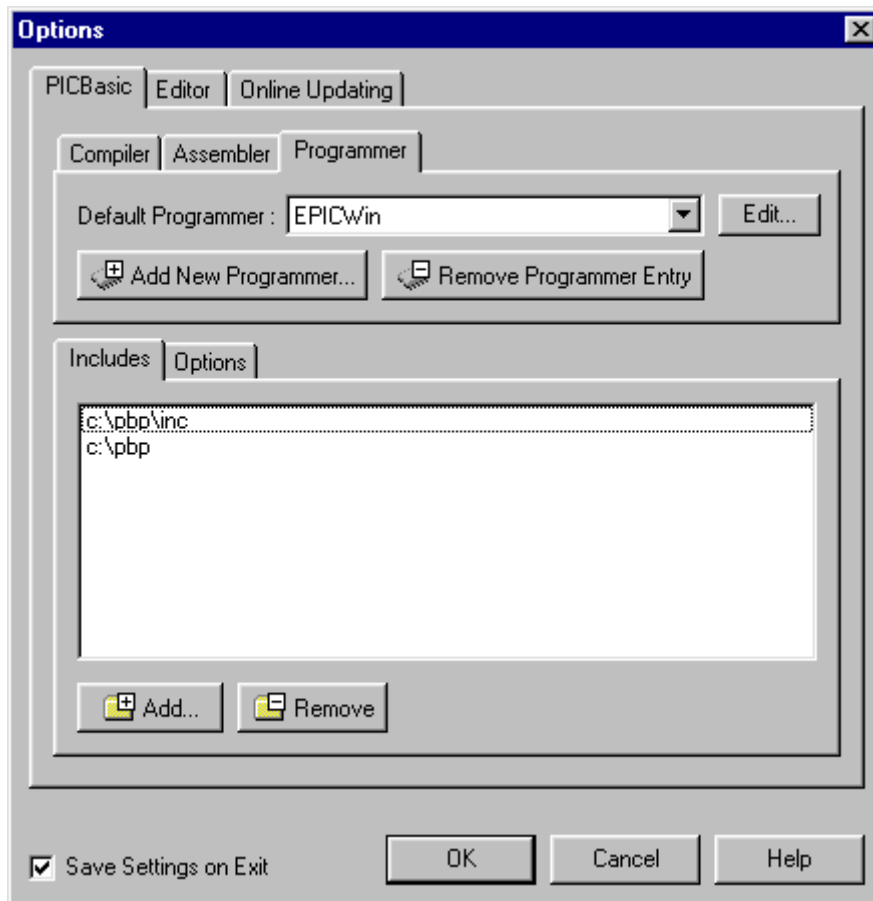 Options
PICBasic Editor Online Updating
Compiler Assembler Programmer
Default Programmer : EPICWin Edit...
Add New Programmer... Remove Programmer Entry
Includes Options
c:\pbp\inc
c:\pbp
Add... Remove
Save Settings on Exit OK Cancel Help